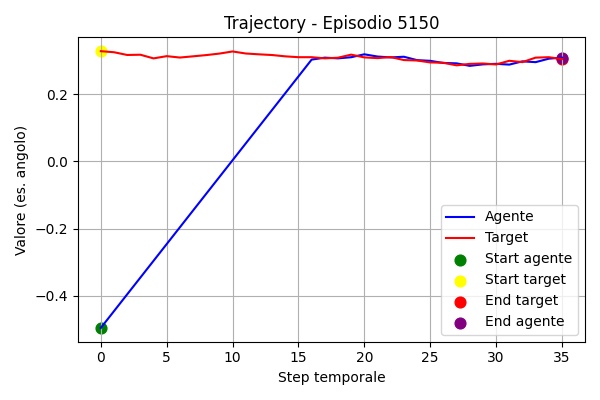 Trajectory - Episodio 5150
Valore (es. angolo)
0.2
0.0
−0.2
−0.4
0
5
10
15
20
25
30
35
Step temporale
Agente
Target
Start agente
Start target
End target
End agente